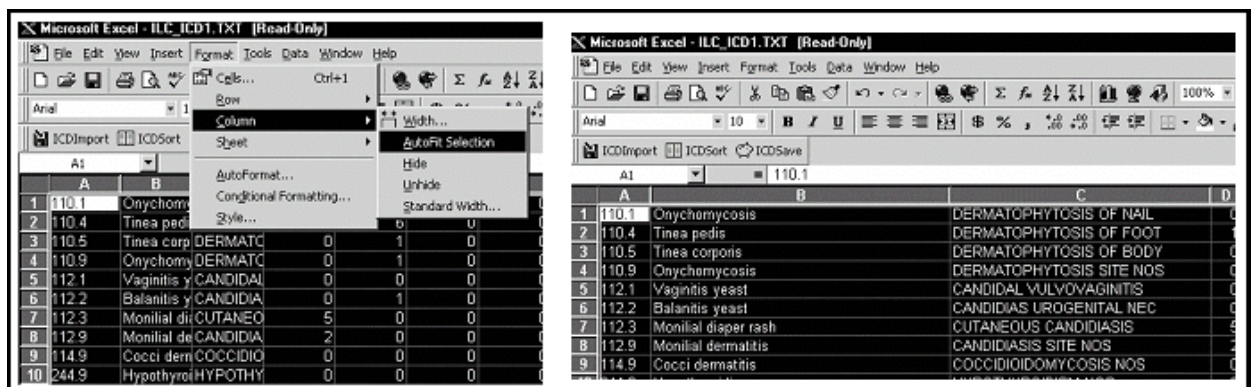 Microsoft Excel - ILC_ICD1.TXT [Read-Only]
File Edit View Insert Format Tools Data Window Help
Cells... Ctrl+1
Row
Column
Sheet
AutoFormat...
Conditional Formatting...
Style...
Width...
AutoFit Selection
Hide
Unhide
Standard Width...
Arial
ICDImport ICDSort
A1
A B
1 110.1 Onychomy
2 110.4 Tinea pedi 6 0
3 110.5 Tinea corp DERMATO 0 1 0
4 110.9 Onychomy DERMATO 0 1 0
5 112.1 Vaginitis y CANDIDAL 0 0 0
6 112.2 Balanitis y CANDIDIA 0 1 0
7 112.3 Monilial di CUTANEO 5 0 0
8 112.9 Monilial de CANDIDIA 2 0 0
9 114.9 Cocci dern COCCIDIO 0 0 0
10 244.9 Hypothyroi HYPOTHY 0 0 0
Microsoft Excel - ILC_ICD1.TXT [Read-Only]
File Edit View Insert Format Tools Data Window Help
100%
Arial 10 B I U $ % ,
ICDImport ICDSort ICDSave
A1 = 110.1
A B C D
1 110.1 Onychomycosis DERMATOPHYTOSIS OF NAIL
2 110.4 Tinea pedis DERMATOPHYTOSIS OF FOOT
3 110.5 Tinea corporis DERMATOPHYTOSIS OF BODY
4 110.9 Onychomycosis DERMATOPHYTOSIS SITE NOS
5 112.1 Vaginitis yeast CANDIDAL VULVOVAGINITIS
6 112.2 Balanitis yeast CANDIDIAS UROGENITAL NEC
7 112.3 Monilial diaper rash CUTANEOUS CANDIDIASIS
8 112.9 Monilial dermatitis CANDIDIASIS SITE NOS
9 114.9 Cocci dermatitis COCCIDIOIDOMYCOSIS NOS